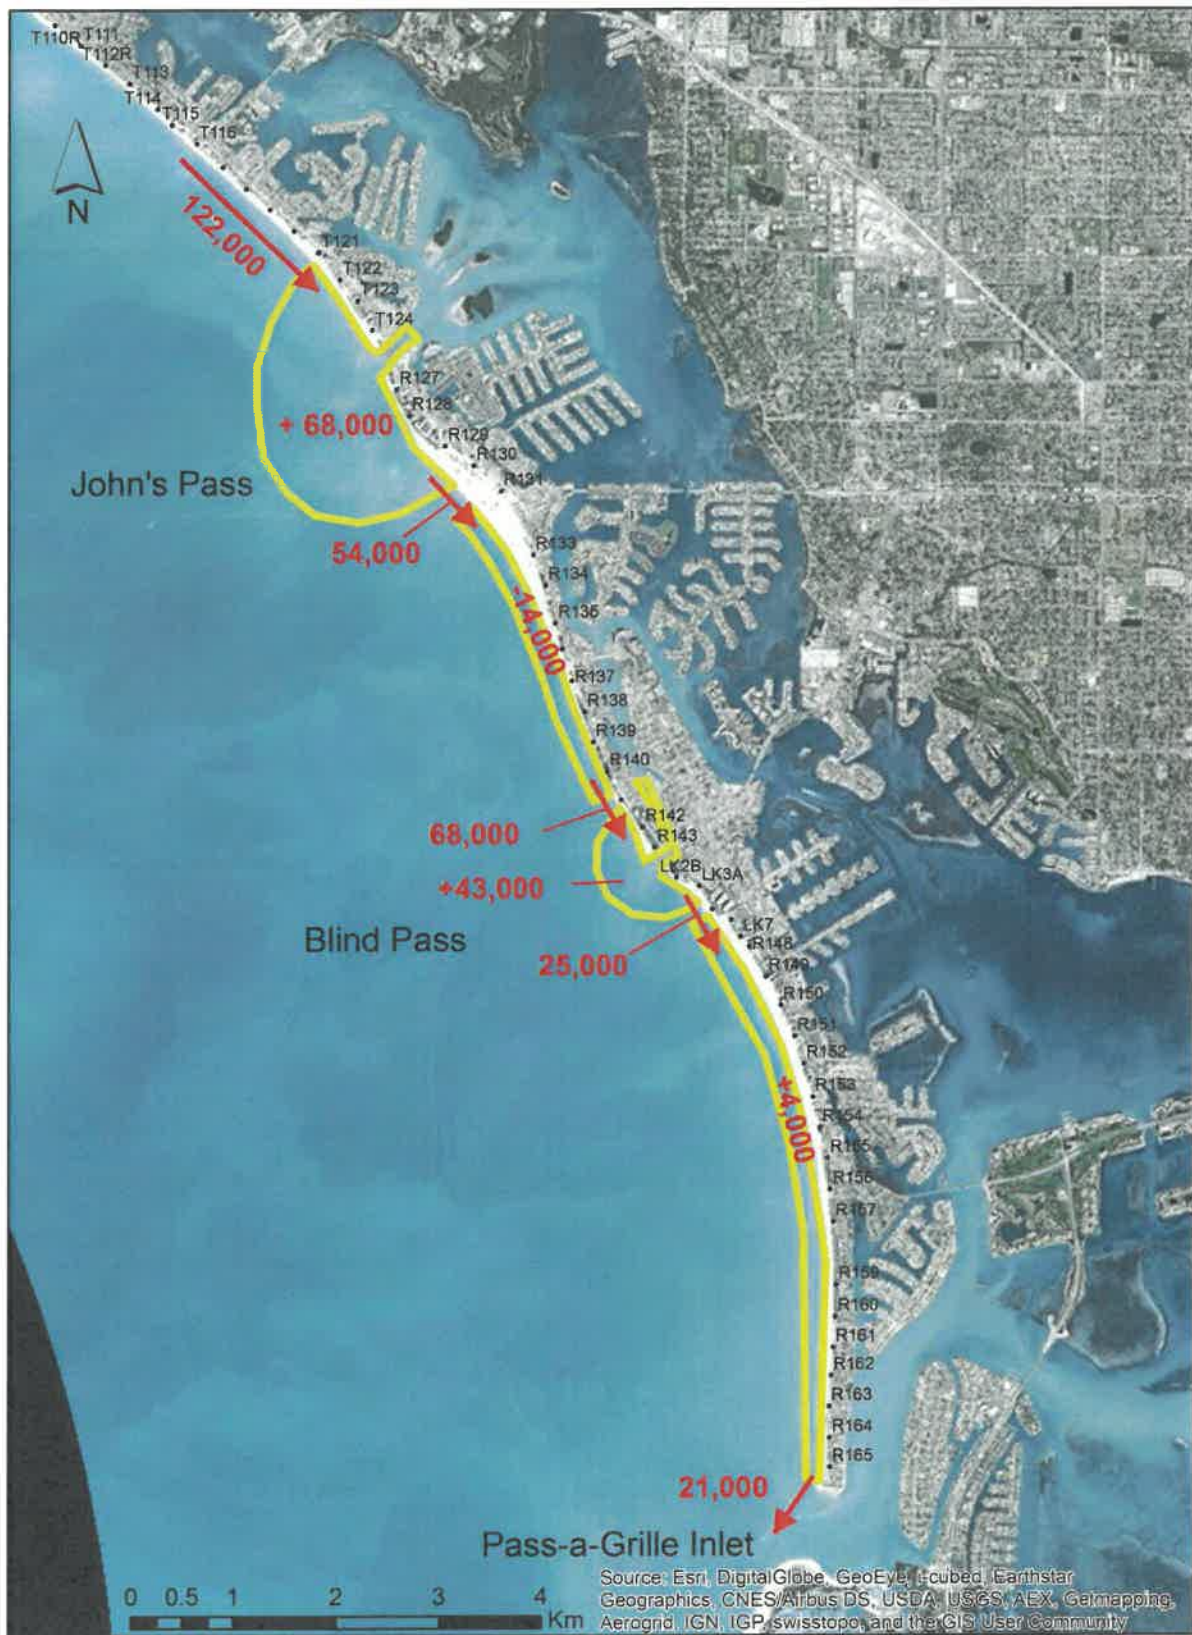 T110R T111
T112R
T113
T114
T115
T116
N
122,000
T121
T122
T123
T124
R127
R128
+ 68,000
R129
R130
John's Pass
R131
54,000
R133
R134
-14,000
R135
R137
R138
R139
R140
68,000
R142
R143
LK2B
LK3A
+43,000
Blind Pass
LK7
R148
25,000
R149
R150
R151
R152
+4,000
R153
R154
R155
R156
R157
R159
R160
R161
R162
R163
R164
R165
21,000
Pass-a-Grille Inlet
0 0.5 1 2 3 4
Km
Source: Esri, DigitalGlobe, GeoEye, i-cubed, Earthstar
Geographics, CNES/Airbus DS, USDA, USGS, AEX, Getmapping,
Aerogrid, IGN, IGP, swisstopo, and the GIS User Community